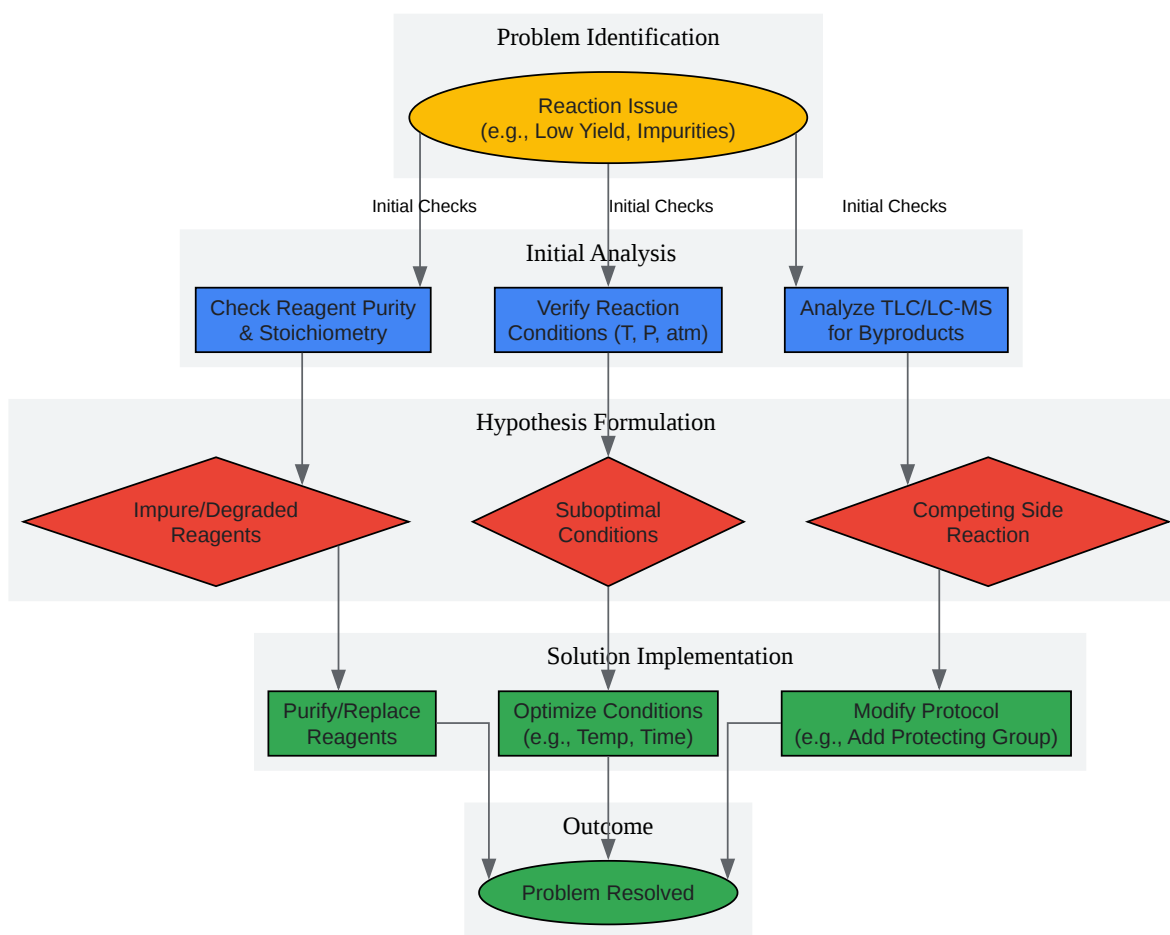 Problem Identification
Reaction Issue
(e.g., Low Yield, Impurities)
Initial Checks
Initial Checks
Initial Checks
Initial Analysis
Check Reagent Purity
& Stoichiometry
Verify Reaction
Conditions (T, P, atm)
Analyze TLC/LC-MS
for Byproducts
Hypothesis Formulation
Impure/Degraded
Reagents
Suboptimal
Conditions
Competing Side
Reaction
Solution Implementation
Purify/Replace
Reagents
Optimize Conditions
(e.g., Temp, Time)
Modify Protocol
(e.g., Add Protecting Group)
Outcome
Problem Resolved